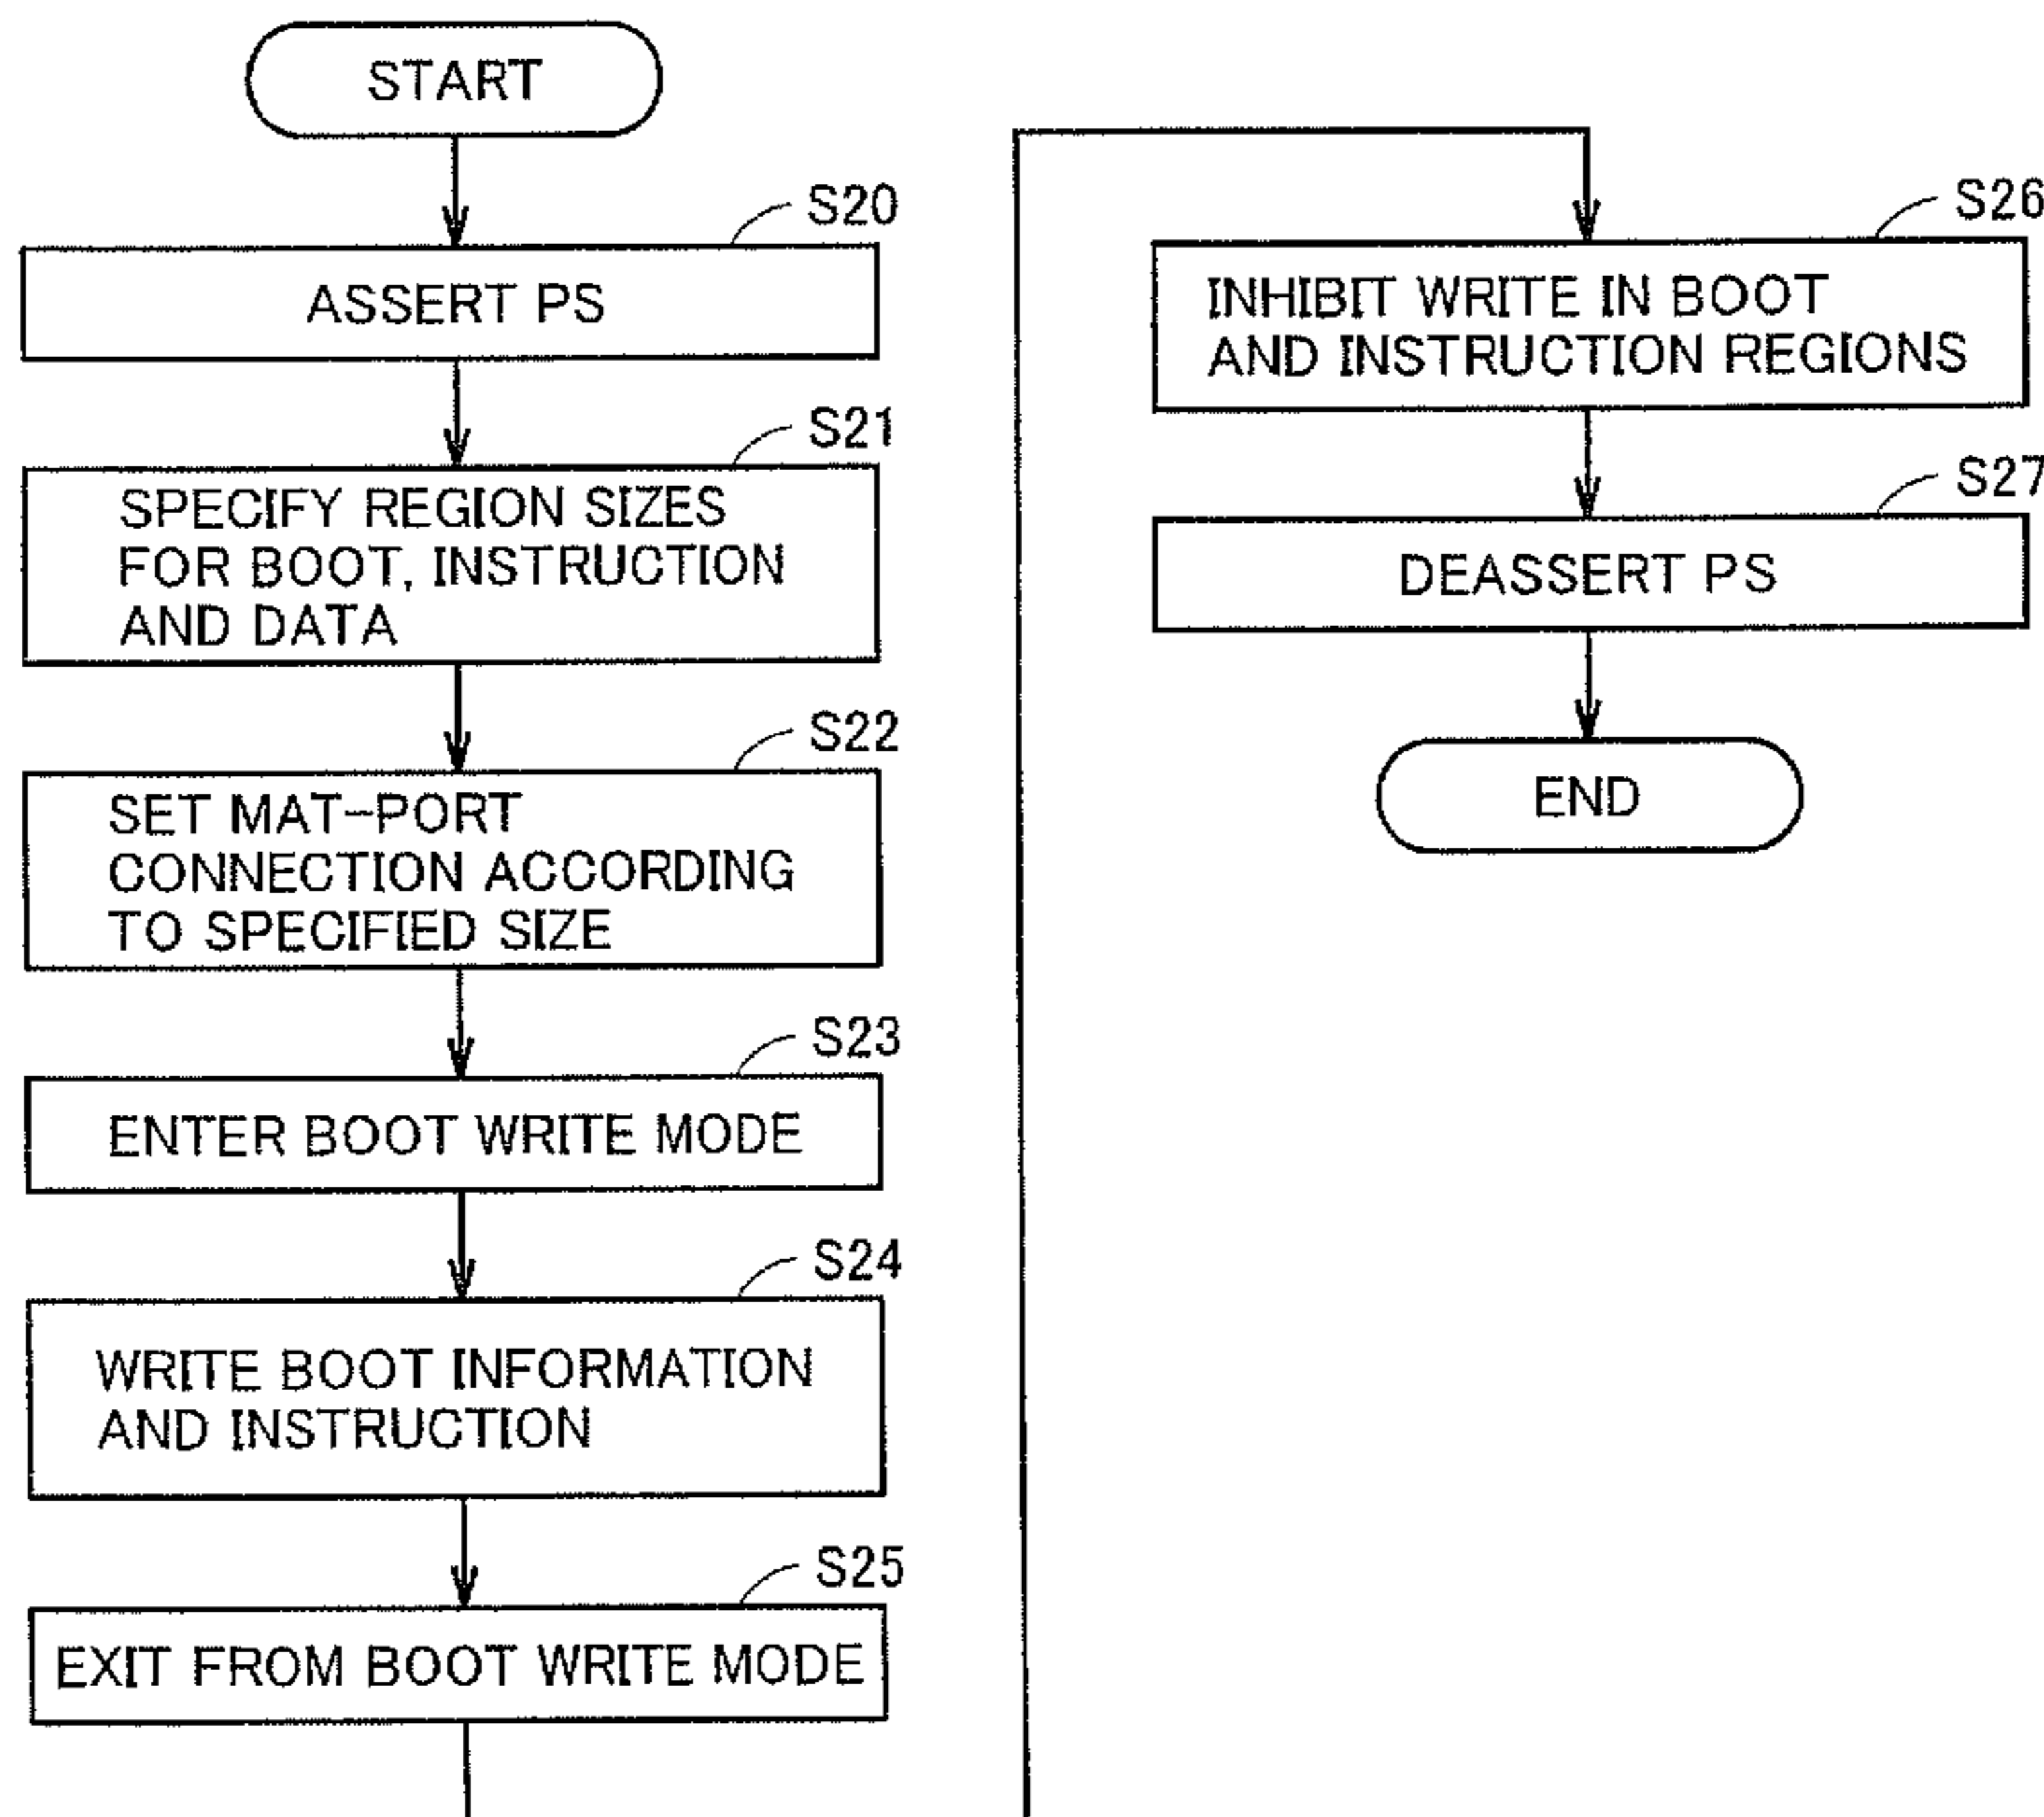 START
S20
ASSERT PS
S21
SPECIFY REGION SIZES
FOR BOOT, INSTRUCTION
AND DATA
S22
SET MAT-PORT
CONNECTION ACCORDING
TO SPECIFIED SIZE
S23
ENTER BOOT WRITE MODE
S24
WRITE BOOT INFORMATION
AND INSTRUCTION
S25
EXIT FROM BOOT WRITE MODE
S26
INHIBIT WRITE IN BOOT
AND INSTRUCTION REGIONS
S27
DEASSERT PS
END